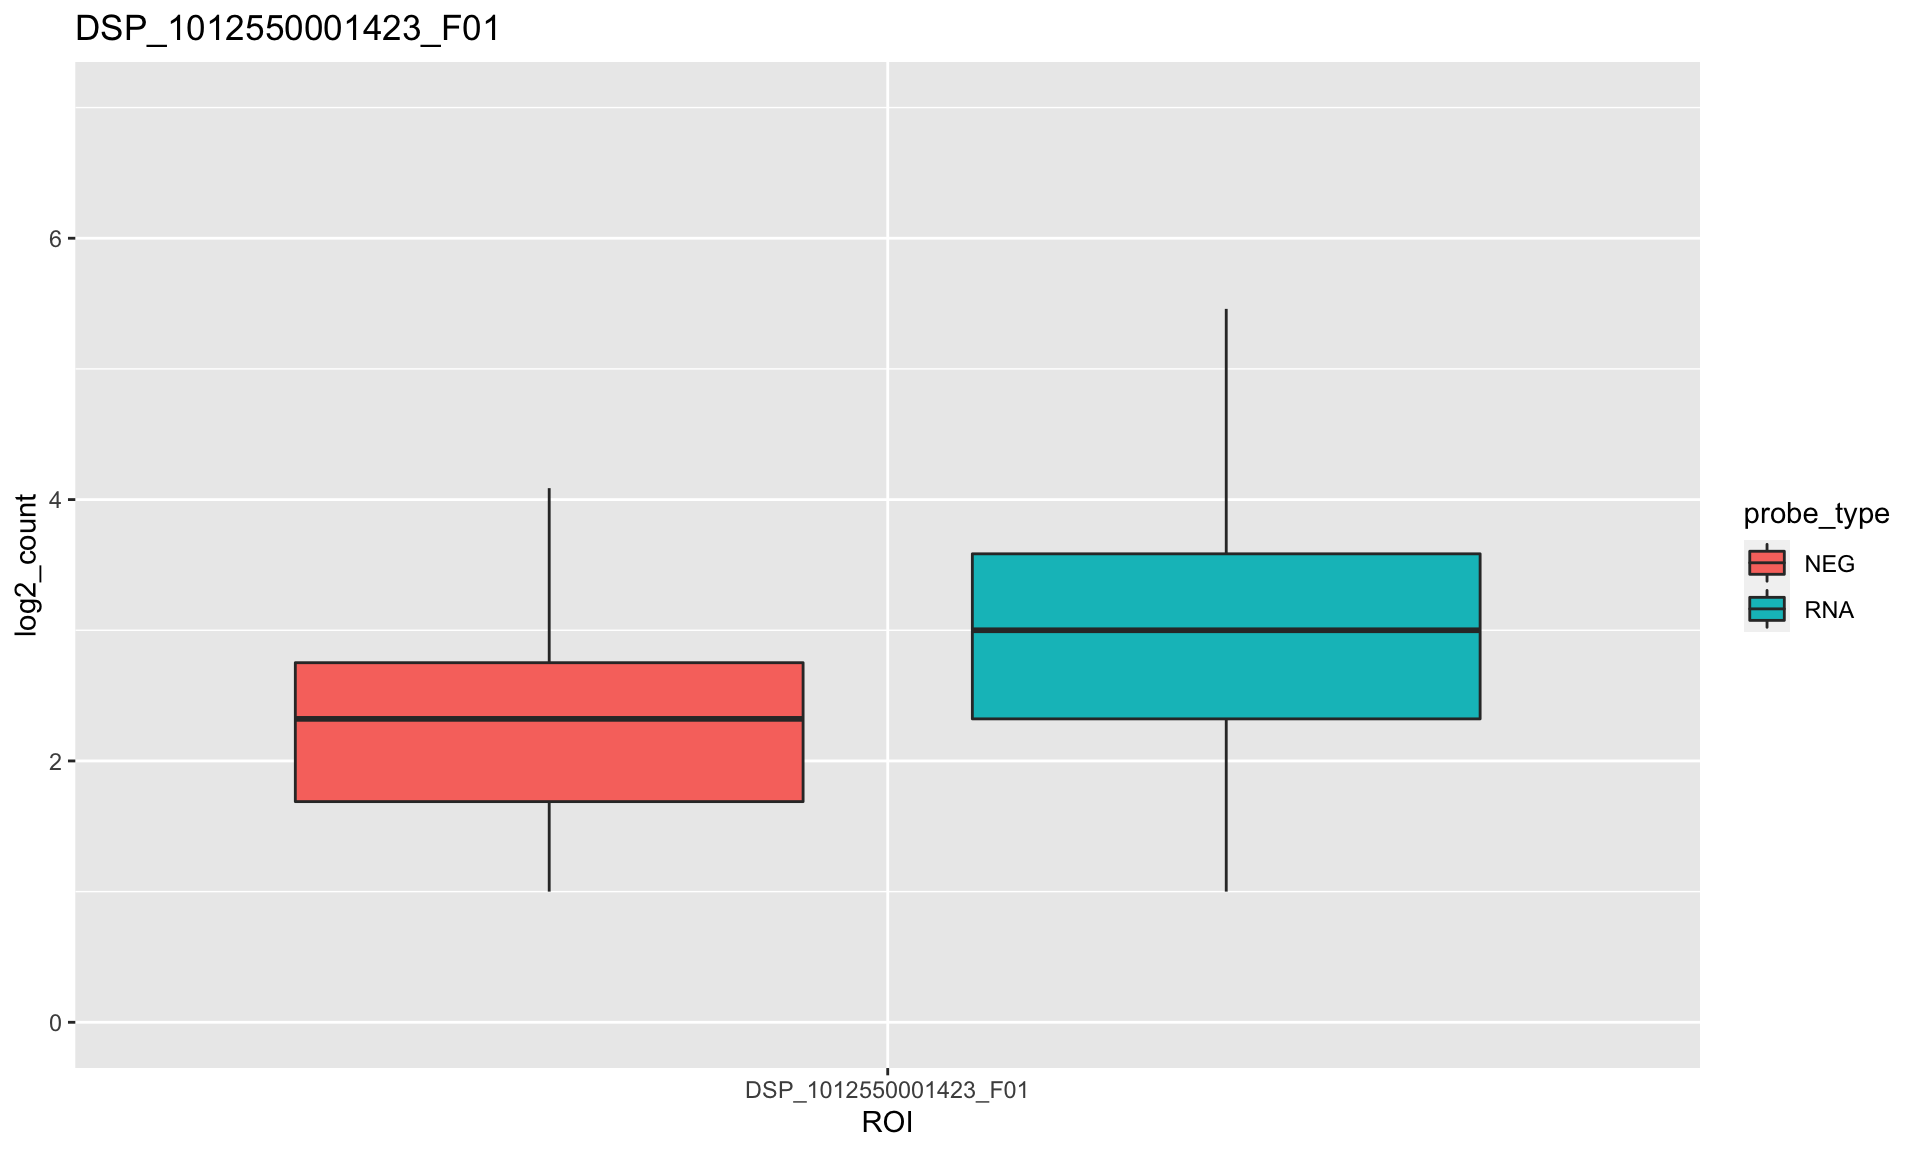 DSP_1012550001423_F01
log2_count
6
4
2
0
DSP_1012550001423_F01
ROI
probe_type
NEG
RNA